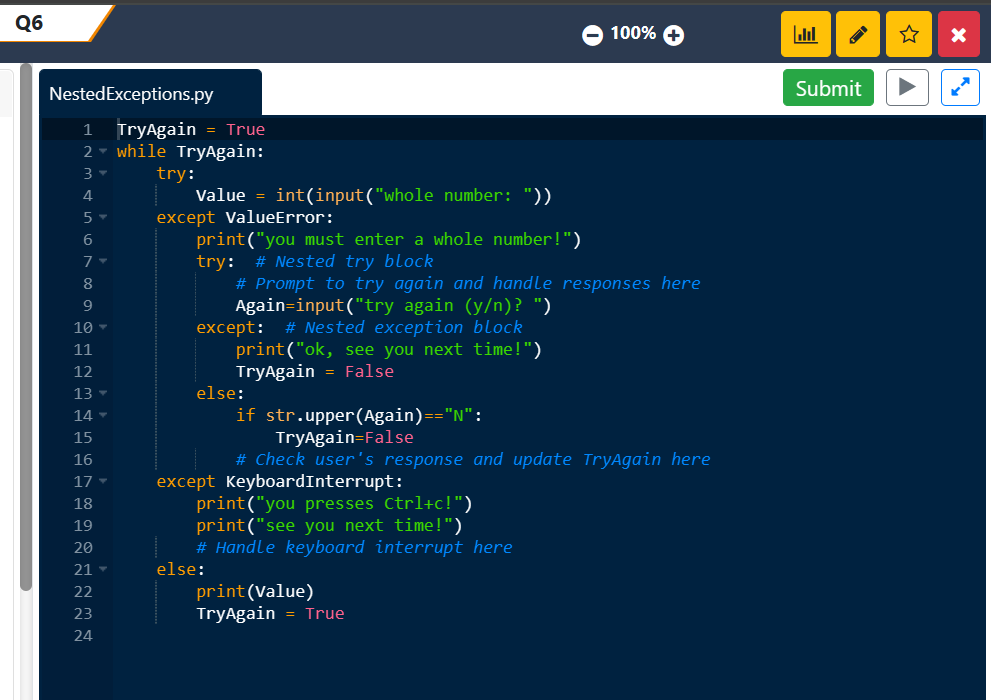 Q6
100%
NestedExceptions.py
Submit
1 TryAgain = True
2 while TryAgain:
3     try:
4         Value = int(input("whole number: "))
5     except ValueError:
6         print("you must enter a whole number!")
7         try:  # Nested try block
8             # Prompt to try again and handle responses here
9             Again=input("try again (y/n)? ")
10         except:  # Nested exception block
11             print("ok, see you next time!")
12             TryAgain = False
13         else:
14             if str.upper(Again)=="N":
15                 TryAgain=False
16             # Check user's response and update TryAgain here
17     except KeyboardInterrupt:
18         print("you presses Ctrl+c!")
19         print("see you next time!")
20         # Handle keyboard interrupt here
21     else:
22         print(Value)
23         TryAgain = True
24